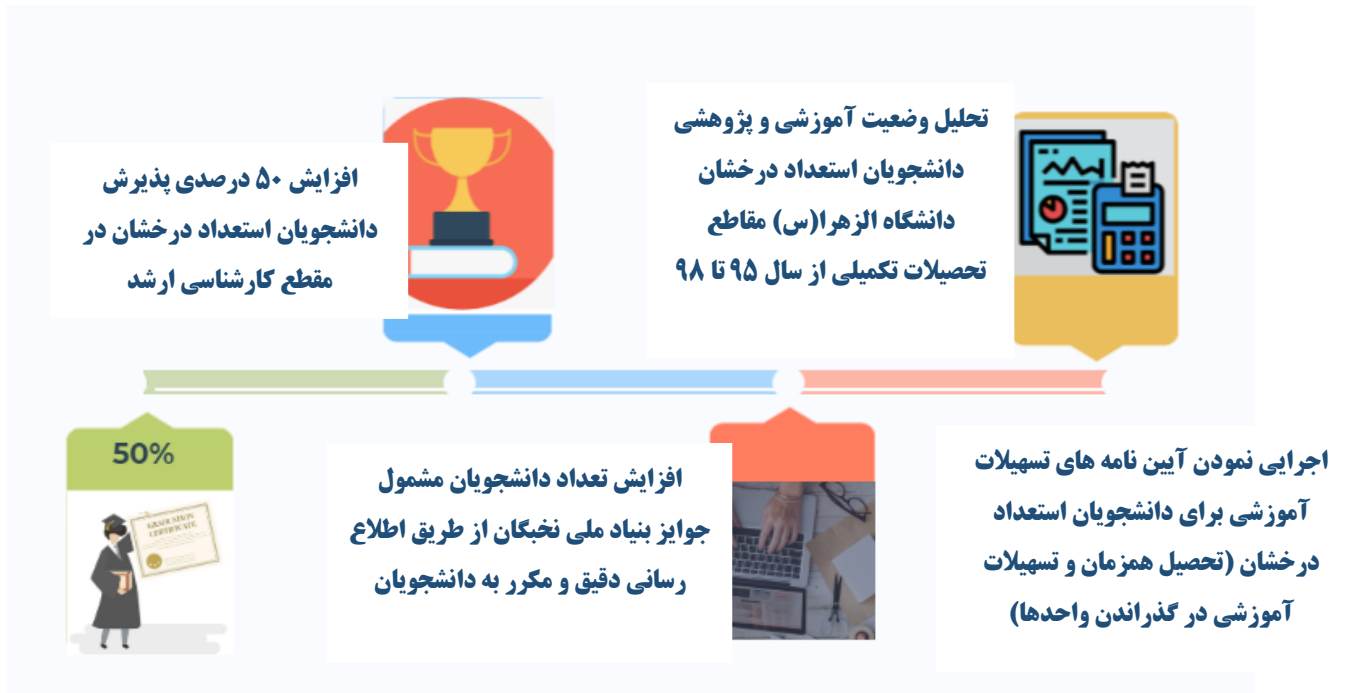 تحلیل وضعیت آموزشی و پژوهشی
دانشجویان استعداد درخشان
دانشگاه الزهرا(س) مقاطع
تحصیلات تکمیلی از سال ۹۵ تا ۹۸
افزایش ۵۰ درصدی پذیرش
دانشجویان استعداد درخشان در
مقطع کارشناسی ارشد
اجرایی نمودن آیین نامه های تسهیلات
آموزشی برای دانشجویان استعداد
درخشان (تحصیل همزمان و تسهیلات
آموزشی در گذراندن واحدها)
افزایش تعداد دانشجویان مشمول
جوایز بنیاد ملی نخبگان از طریق اطلاع
رسانی دقیق و مکرر به دانشجویان
50%
GRADUATION
CERTIFICATE